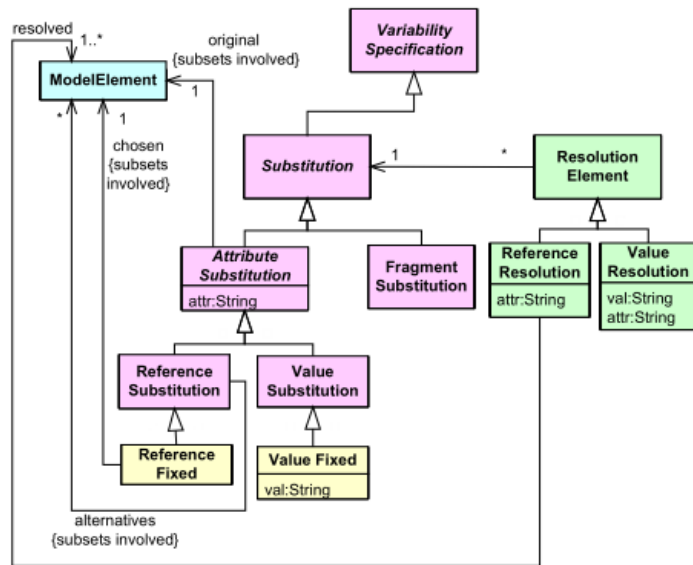 resolved
1..*
original
{subsets involved}
Variability
Specification
ModelElement
*
1
1
chosen
{subsets
involved}
Substitution
1
*
Resolution
Element
Attribute
Substitution
attr:String
Fragment
Substitution
Reference
Resolution
attr:String
Value
Resolution
val:String
attr:String
Reference
Substitution
Value
Substitution
Reference
Fixed
Value Fixed
val:String
alternatives
{subsets involved}